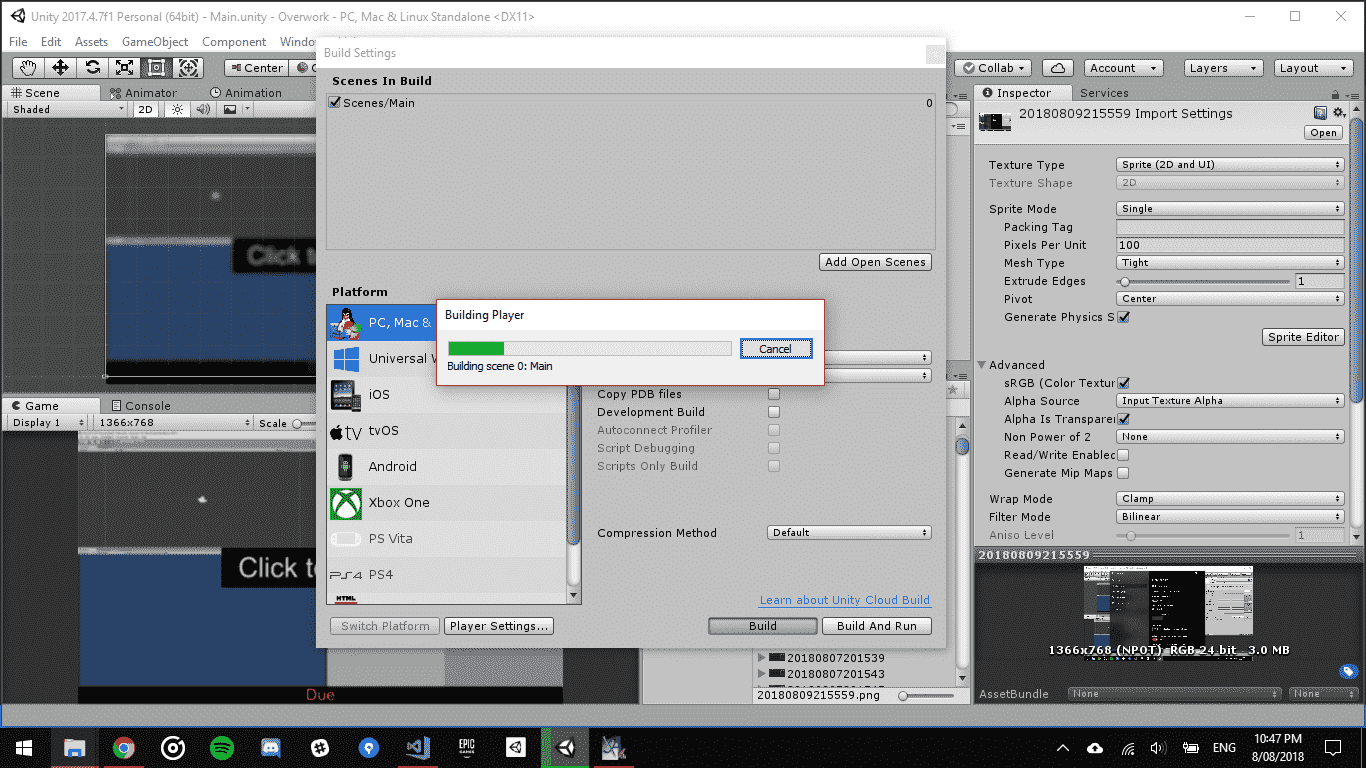 Unity 2017.4.7f1 Personal (64bit) - Main.unity - Overwork - PC, Mac & Linux Standalone <DX11>
File Edit Assets GameObject Component
Build Settings
Center
Collab
Account
Layers
Layout
Scene
Animator
Animation
Shaded
2D
Click
Game
Console
Display 1
1366x768
Scale
Click
Due
Scenes In Build
Scenes/Main 0
Add Open Scenes
Platform
PC, Mac &
Universal
iOS
tv tvOS
Android
Xbox One
PS Vita
PS4 PS4
HTML
Building Player
Cancel
Building scene 0: Main
Copy PDB files
Development Build
Autoconnect Profiler
Script Debugging
Scripts Only Build
Compression Method Default
Learn about Unity Cloud Build
Switch Platform
Player Settings...
Build
Build And Run
20180807201539
20180807201543
20180809215559.png
Inspector
Services
20180809215559 Import Settings
Open
Texture Type Sprite (2D and UI)
Texture Shape 2D
Sprite Mode Single
Packing Tag
Pixels Per Unit 100
Mesh Type Tight
Extrude Edges 1
Pivot Center
Generate Physics S
Sprite Editor
Advanced
sRGB (Color Textur
Alpha Source Input Texture Alpha
Alpha Is Transparer
Non Power of 2 None
Read/Write Enabled
Generate Mip Maps
Wrap Mode Clamp
Filter Mode Bilinear
Aniso Level 1
20180809215559
1366x768 (NPOT) RGB 24 bit 3.0 MB
AssetBundle None None
EPIC GAMES
ENG
10:47 PM
8/08/2018